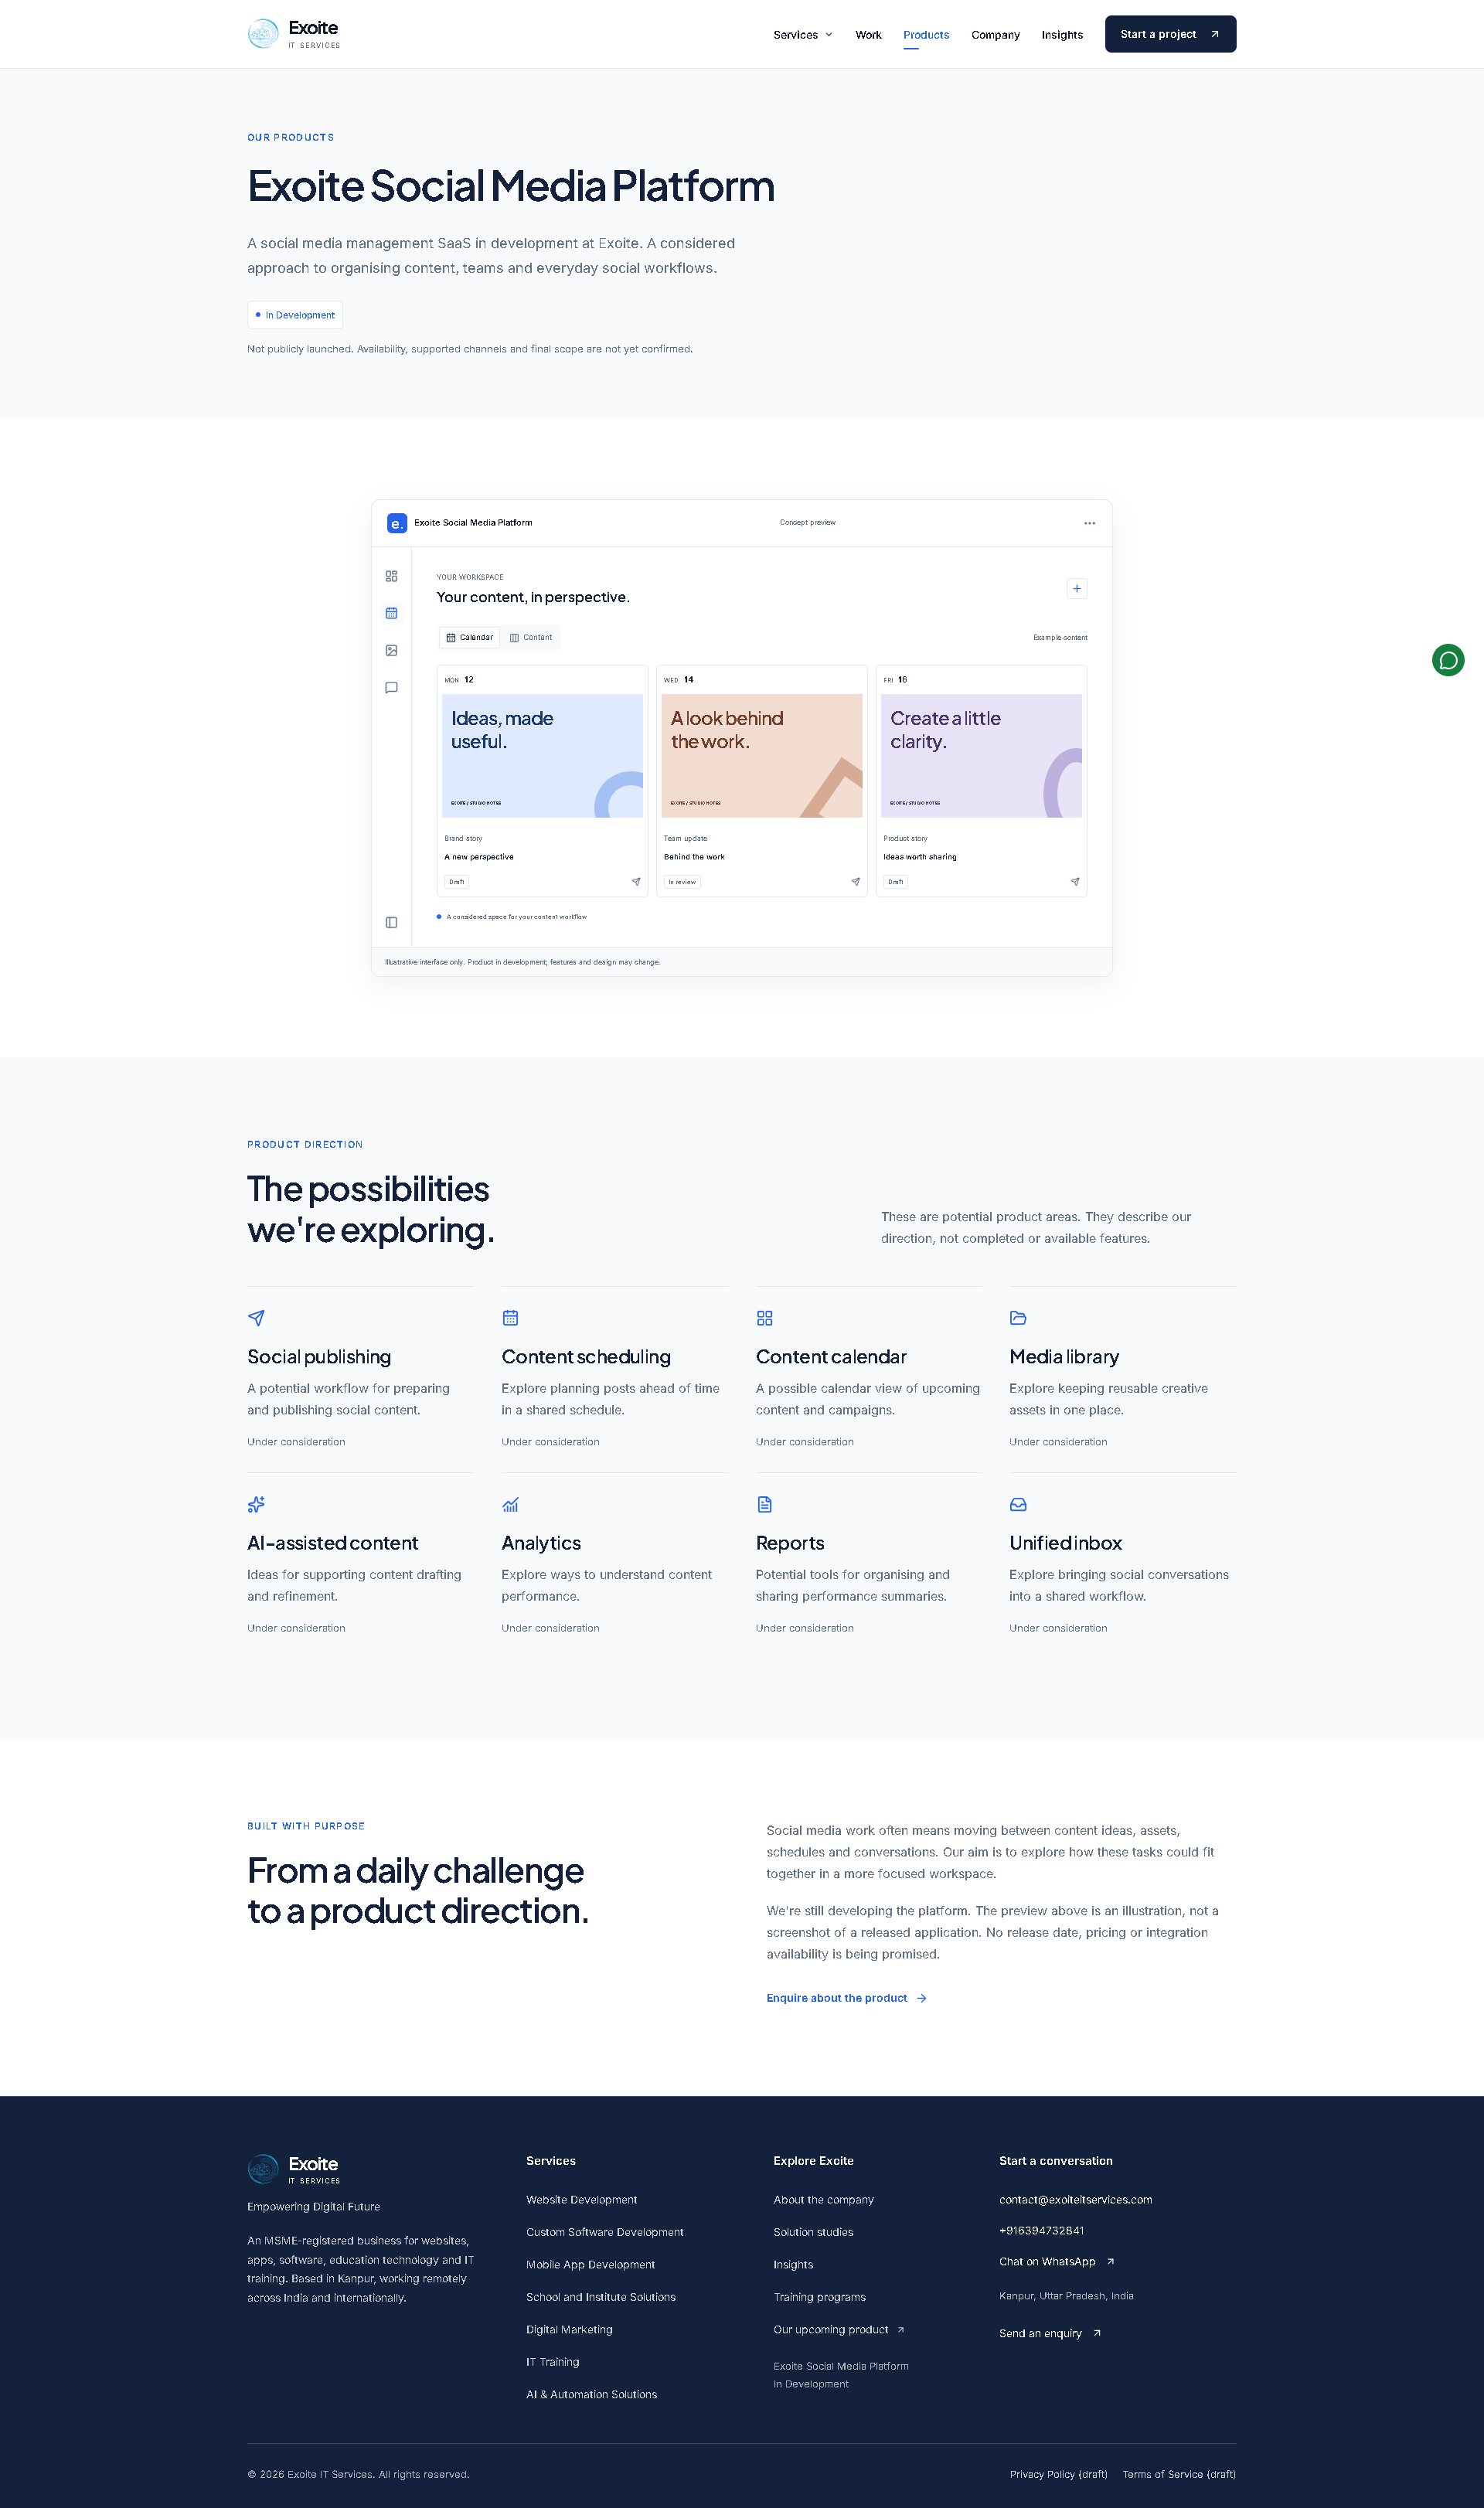 Exoite
IT SERVICES
Services
Work
Products
Company
Insights
Start a project
OUR PRODUCTS
Exoite Social Media Platform
A social media management SaaS in development at Exoite. A considered
approach to organising content, teams and everyday social workflows.
In Development
Not publicly launched. Availability, supported channels and final scope are not yet confirmed.
e.
Exoite Social Media Platform
Concept preview
YOUR WORKSPACE
Your content, in perspective.
Calendar
Content
Example content
MON 12
Ideas, made
useful.
EXOITE / STUDIO NOTES
Brand story
A new perspective
Draft
WED 14
A look behind
the work.
EXOITE / STUDIO NOTES
Team update
Behind the work
In review
FRI 16
Create a little
clarity.
EXOITE / STUDIO NOTES
Product story
Ideas worth sharing
Draft
A considered space for your content workflow
Illustrative interface only. Product in development; features and design may change.
PRODUCT DIRECTION
The possibilities
we're exploring.
These are potential product areas. They describe our
direction, not completed or available features.
Social publishing
A potential workflow for preparing
and publishing social content.
Under consideration
Content scheduling
Explore planning posts ahead of time
in a shared schedule.
Under consideration
Content calendar
A possible calendar view of upcoming
content and campaigns.
Under consideration
Media library
Explore keeping reusable creative
assets in one place.
Under consideration
AI-assisted content
Ideas for supporting content drafting
and refinement.
Under consideration
Analytics
Explore ways to understand content
performance.
Under consideration
Reports
Potential tools for organising and
sharing performance summaries.
Under consideration
Unified inbox
Explore bringing social conversations
into a shared workflow.
Under consideration
BUILT WITH PURPOSE
From a daily challenge
to a product direction.
Social media work often means moving between content ideas, assets,
schedules and conversations. Our aim is to explore how these tasks could fit
together in a more focused workspace.
We're still developing the platform. The preview above is an illustration, not a
screenshot of a released application. No release date, pricing or integration
availability is being promised.
Enquire about the product
Exoite
IT SERVICES
Empowering Digital Future
An MSME-registered business for websites,
apps, software, education technology and IT
training. Based in Kanpur, working remotely
across India and internationally.
Services
Website Development
Custom Software Development
Mobile App Development
School and Institute Solutions
Digital Marketing
IT Training
AI & Automation Solutions
Explore Exoite
About the company
Solution studies
Insights
Training programs
Our upcoming product
Exoite Social Media Platform
In Development
Start a conversation
contact@exoiteitservices.com
+916394732841
Chat on WhatsApp
Kanpur, Uttar Pradesh, India
Send an enquiry
© 2026 Exoite IT Services. All rights reserved.
Privacy Policy (draft)
Terms of Service (draft)